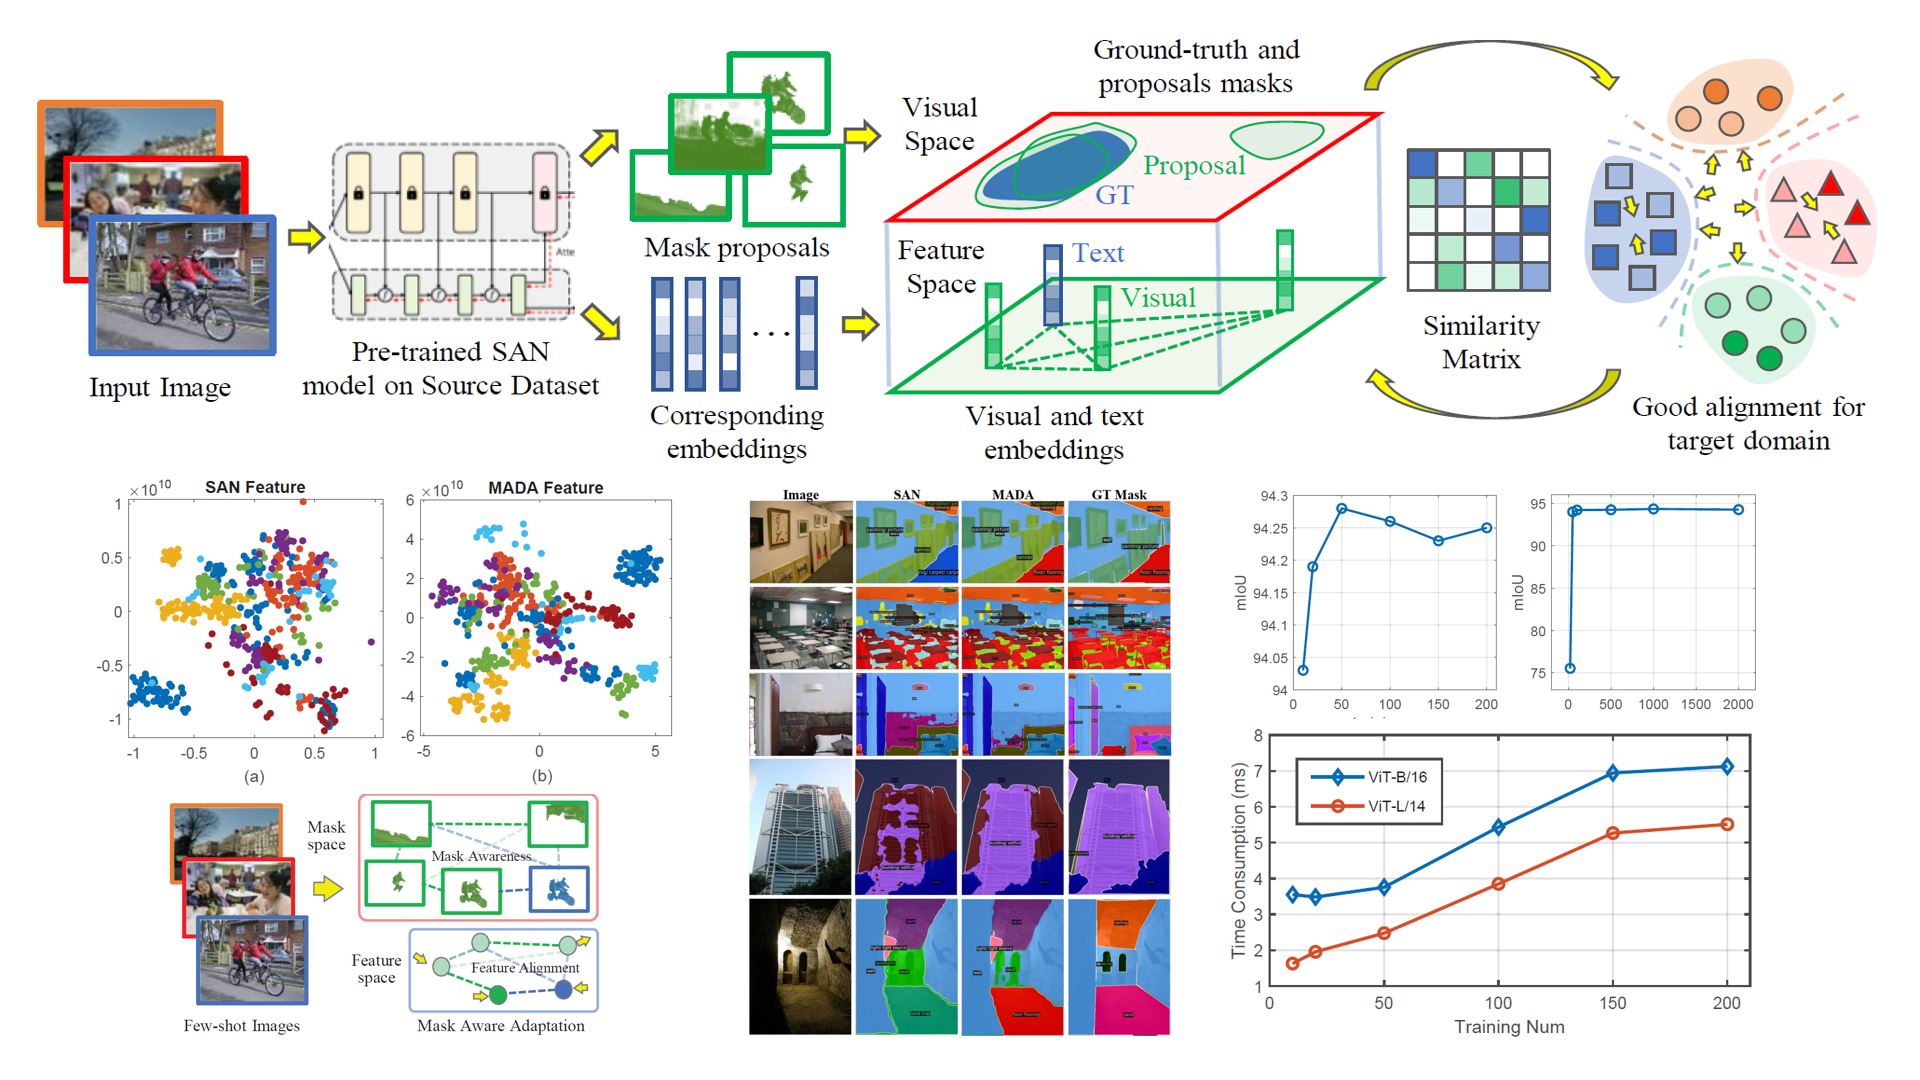 Ground-truth and
proposals masks
Visual
Space
Proposal
GT
Atte
Mask proposals
Feature
Space
Text
Visual
Input Image
Pre-trained SAN
model on Source Dataset
. . .
Corresponding
embeddings
Visual and text
embeddings
Similarity
Matrix
Good alignment for
target domain
×10¹⁰
SAN Feature
1
0.5
0
-0.5
-1
-1
-0.5
0
0.5
1
(a)
×10¹⁰
MADA Feature
6
4
2
0
-2
-4
-6
-5
0
5
(b)
Mask
space
Mask Awareness
Feature
space
Feature Alignment
Few-shot Images
Mask Aware Adaptation
Image
SAN
MADA
GT Mask
94.3
94.25
94.2
94.15
94.1
94.05
94
mIoU
0
50
100
150
200
95
90
85
80
75
mIoU
0
500
1000
1500
2000
8
7
6
5
4
3
2
1
Time Consumption (ms)
ViT-B/16
ViT-L/14
0
50
100
150
200
Training Num